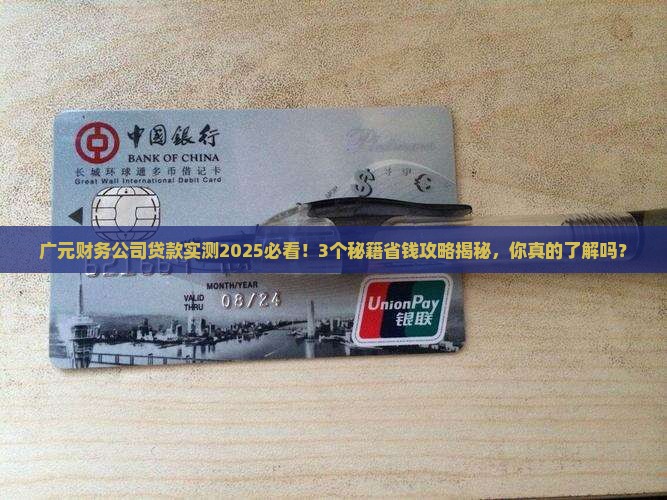 中国银行
BANK OF CHINA
长城环球通多币借记卡
Great Wall International Debit Card
Platinum
广元财务公司贷款实测2025必看！3个秘籍省钱攻略揭秘，你真的了解吗？
MONTH/YEAR
VALID THRU 08/24
UnionPay
银联